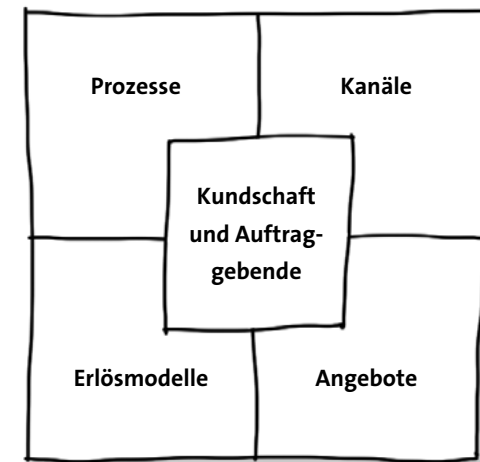 Prozesse
Kanäle
Kundschaft
und Auftrag-
gebende
Erlösmodelle
Angebote